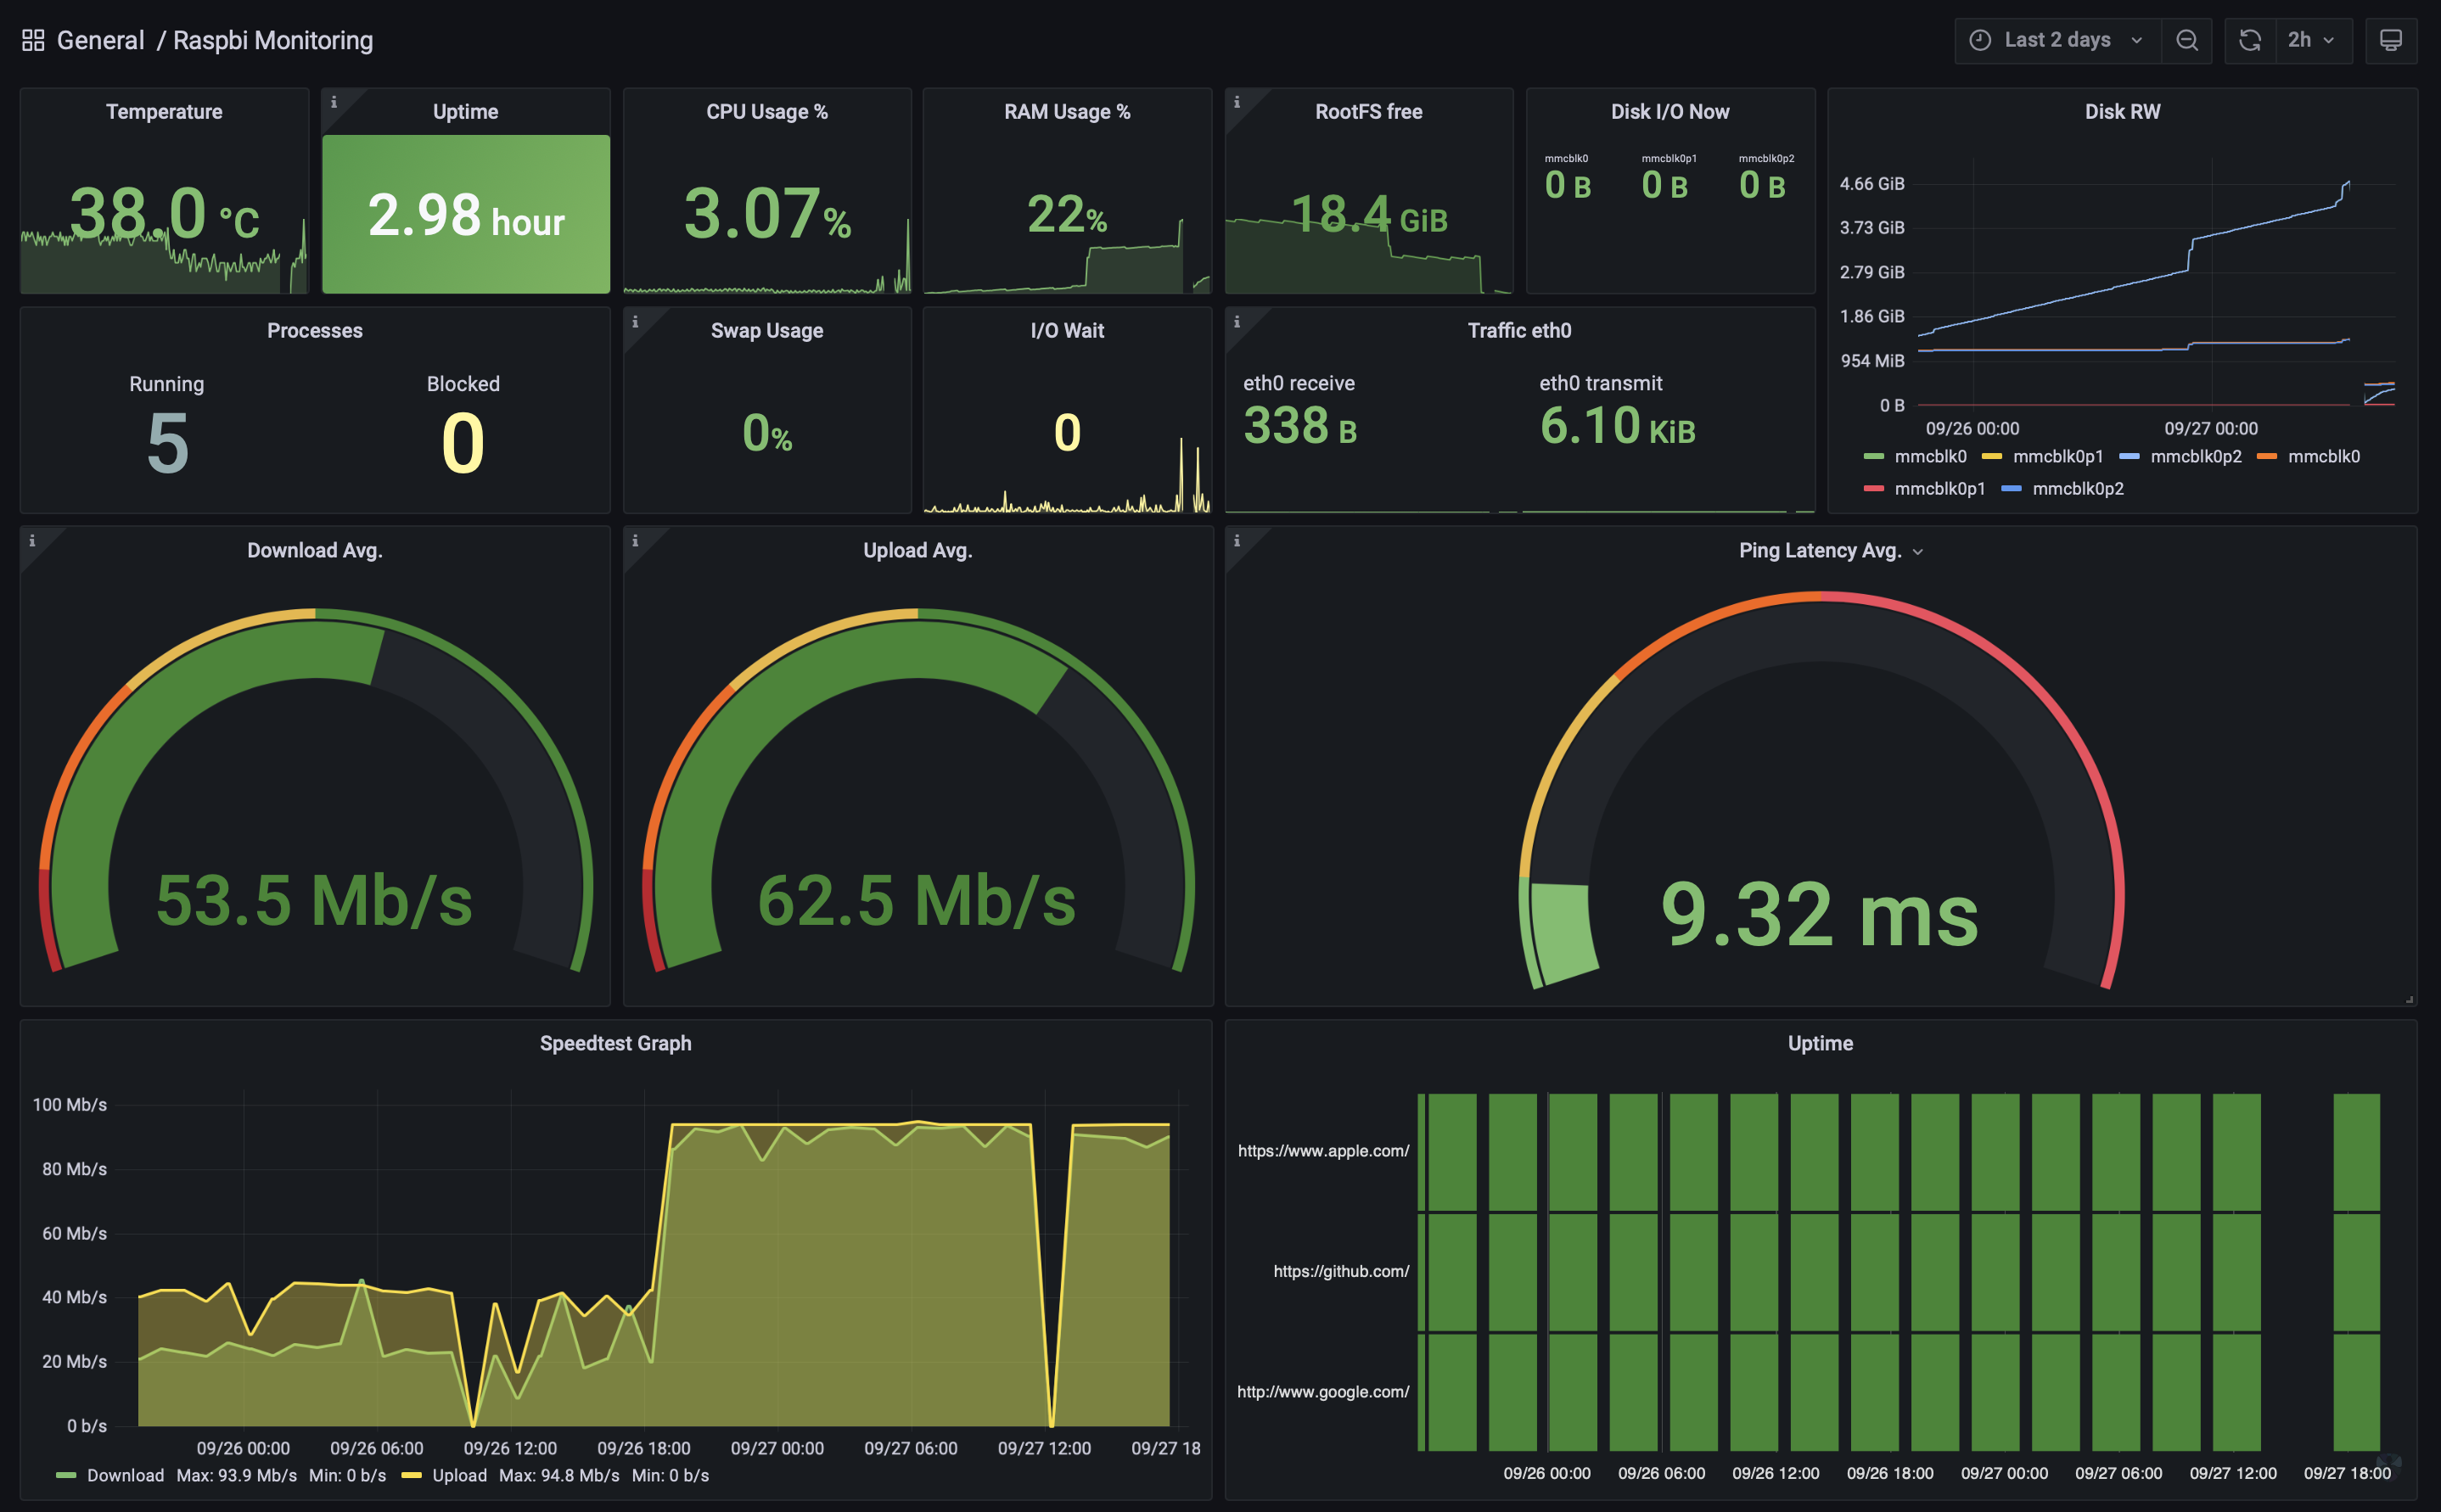 General / Raspbi Monitoring
Last 2 days
2h
Temperature
38.0 °C
Uptime
2.98 hour
CPU Usage %
3.07%
RAM Usage %
22%
RootFS free
18.4 GiB
Disk I/O Now
mmcblk0 mmcblk0p1 mmcblk0p2
0 B 0 B 0 B
Disk RW
4.66 GiB
3.73 GiB
2.79 GiB
1.86 GiB
954 MiB
0 B
09/26 00:00 09/27 00:00
mmcblk0 mmcblk0p1 mmcblk0p2 mmcblk0
mmcblk0p1 mmcblk0p2
Processes
Running Blocked
5 0
Swap Usage
0%
I/O Wait
0
Traffic eth0
eth0 receive eth0 transmit
338 B 6.10 KiB
Download Avg.
53.5 Mb/s
Upload Avg.
62.5 Mb/s
Ping Latency Avg.
9.32 ms
Speedtest Graph
100 Mb/s
80 Mb/s
60 Mb/s
40 Mb/s
20 Mb/s
0 b/s
09/26 00:00 09/26 06:00 09/26 12:00 09/26 18:00 09/27 00:00 09/27 06:00 09/27 12:00 09/27 18
Download Max: 93.9 Mb/s Min: 0 b/s Upload Max: 94.8 Mb/s Min: 0 b/s
Uptime
https://www.apple.com/
https://github.com/
http://www.google.com/
09/26 00:00 09/26 06:00 09/26 12:00 09/26 18:00 09/27 00:00 09/27 06:00 09/27 12:00 09/27 18:00